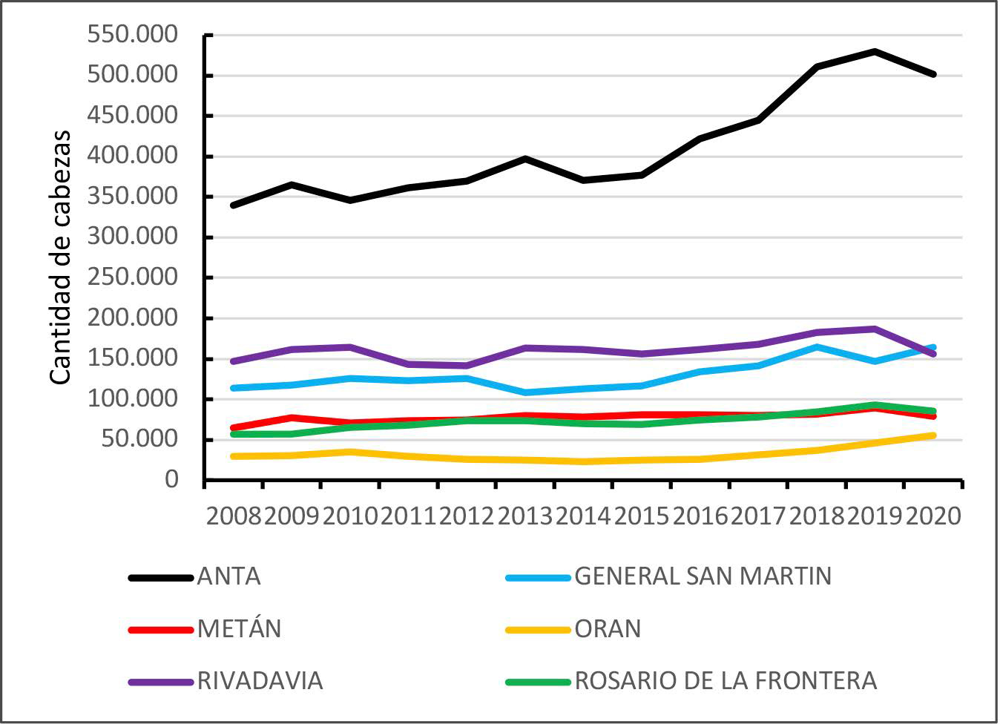 Cantidad de cabezas
550.000
500.000
450.000
400.000
350.000
300.000
250.000
200.000
150.000
100.000
50.000
0
2008 2009 2010 2011 2012 2013 2014 2015 2016 2017 2018 2019 2020
ANTA
GENERAL SAN MARTIN
METÁN
ORAN
RIVADAVIA
ROSARIO DE LA FRONTERA